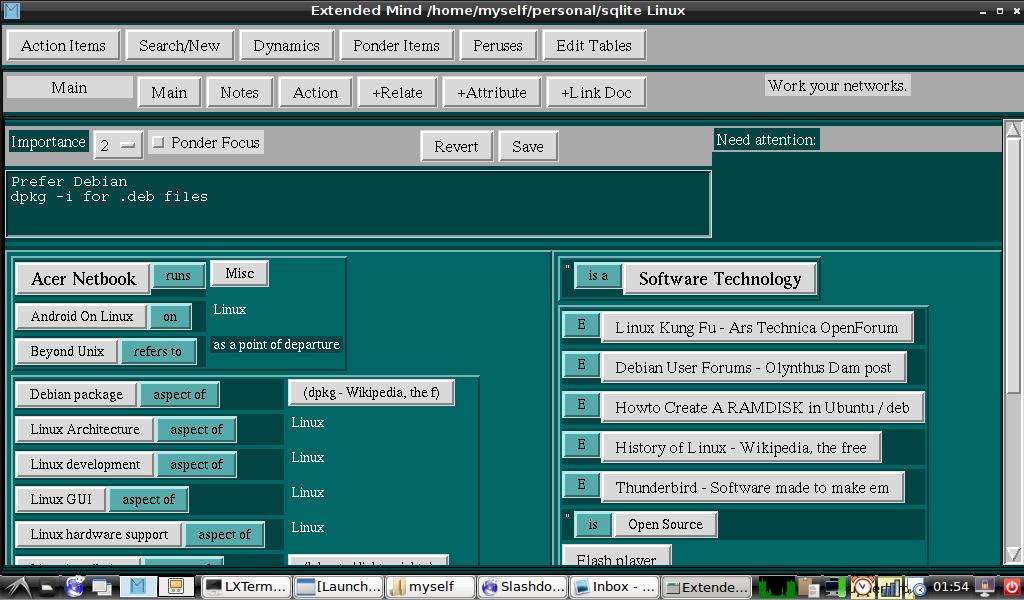 Extended Mind /home/myself/personal/sqlite Linux
Action Items Search/New Dynamics Ponder Items Peruses Edit Tables
Main Main Notes Action +Relate +Attribute +Link Doc Work your networks.
Importance 2 Ponder Focus Revert Save Need attention:
Prefer Debian
dpkg -i for .deb files
Acer Netbook runs Misc
Android On Linux on Linux
Beyond Unix refers to as a point of departure
Debian package aspect of (dpkg - Wikipedia, the f)
Linux Architecture aspect of Linux
Linux development aspect of Linux
Linux GUI aspect of Linux
Linux hardware support aspect of Linux
" is a Software Technology
E Linux Kung Fu - Ars Technica OpenForum
E Debian User Forums - Olynthus Dam post
E Howto Create A RAMDISK in Ubuntu / deb
E History of Linux - Wikipedia, the free
E Thunderbird - Software made to make em
" is Open Source
Flash player
LXTerm... [Launch... myself Slashdo... Inbox - ... Extende... 01:54